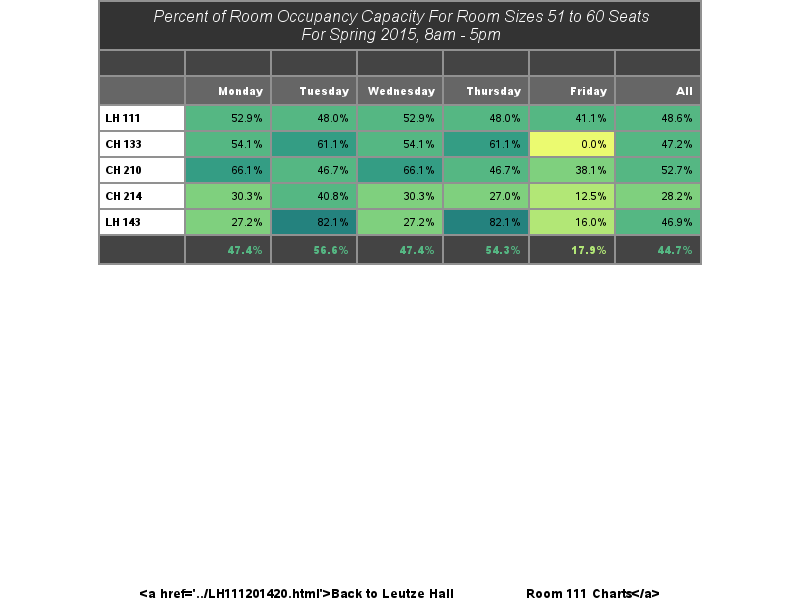 Percent of Room Occupancy Capacity For Room Sizes 51 to 60 Seats
For Spring 2015, 8am - 5pm
Monday Tuesday Wednesday Thursday Friday All
LH 111 52.9% 48.0% 52.9% 48.0% 41.1% 48.6%
CH 133 54.1% 61.1% 54.1% 61.1% 0.0% 47.2%
CH 210 66.1% 46.7% 66.1% 46.7% 38.1% 52.7%
CH 214 30.3% 40.8% 30.3% 27.0% 12.5% 28.2%
LH 143 27.2% 82.1% 27.2% 82.1% 16.0% 46.9%
47.4% 56.6% 47.4% 54.3% 17.9% 44.7%
<a href='../LH111201420.html'>Back to Leutze Hall Room 111 Charts</a>